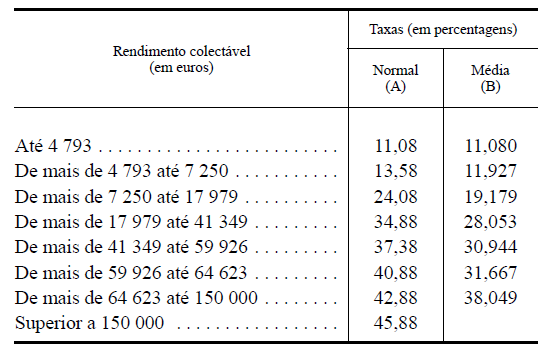 Rendimento colectável
(em euros)
Taxas (em percentagens)
Normal
(A)
Média
(B)
Até 4 793 . . . . . . . . . . . . . . . . . . . . . . . . . 11,08 11,080
De mais de 4 793 até 7 250 . . . . . . . . . . . 13,58 11,927
De mais de 7 250 até 17 979 . . . . . . . . . . 24,08 19,179
De mais de 17 979 até 41 349 . . . . . . . . . 34,88 28,053
De mais de 41 349 até 59 926 . . . . . . . . . 37,38 30,944
De mais de 59 926 até 64 623 . . . . . . . . . 40,88 31,667
De mais de 64 623 até 150 000 . . . . . . . . 42,88 38,049
Superior a 150 000 . . . . . . . . . . . . . . . . . 45,88